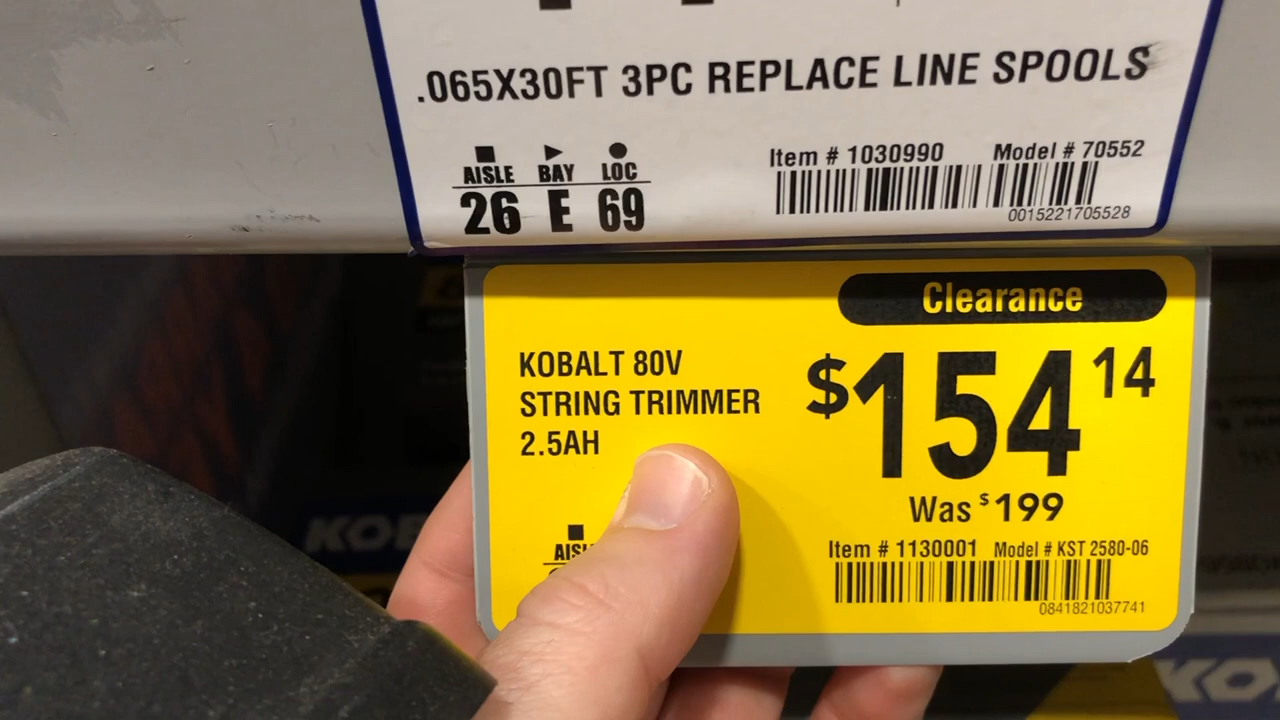 .065X30FT 3PC REPLACE LINE SPOOLS
AISLE BAY LOC
26 E 69
Item # 1030990 Model # 70552
0015221705528
Clearance
KOBALT 80V
STRING TRIMMER
2.5AH
$154 14
Was $199
Item # 1130001 Model # KST 2580-06
0841821037741